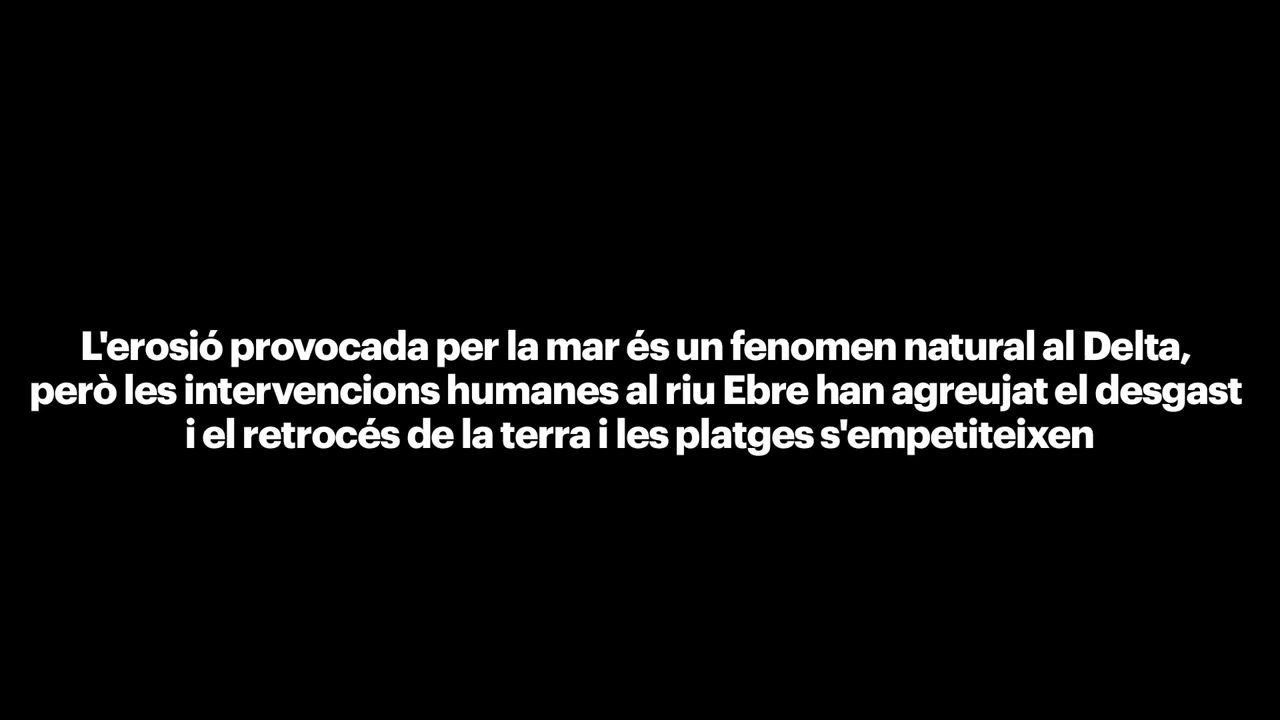 L'erosió provocada per la mar és un fenomen natural al Delta,
però les intervencions humanes al riu Ebre han agreujat el desgast
i el retrocés de la terra i les platges s'empetiteixen